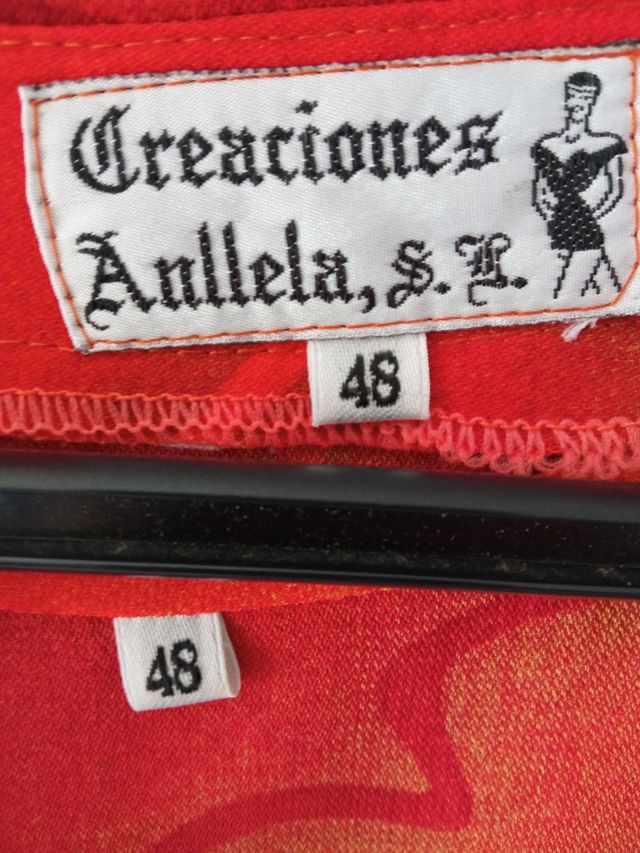 Creaciones
Anllela, S. L.
48
48